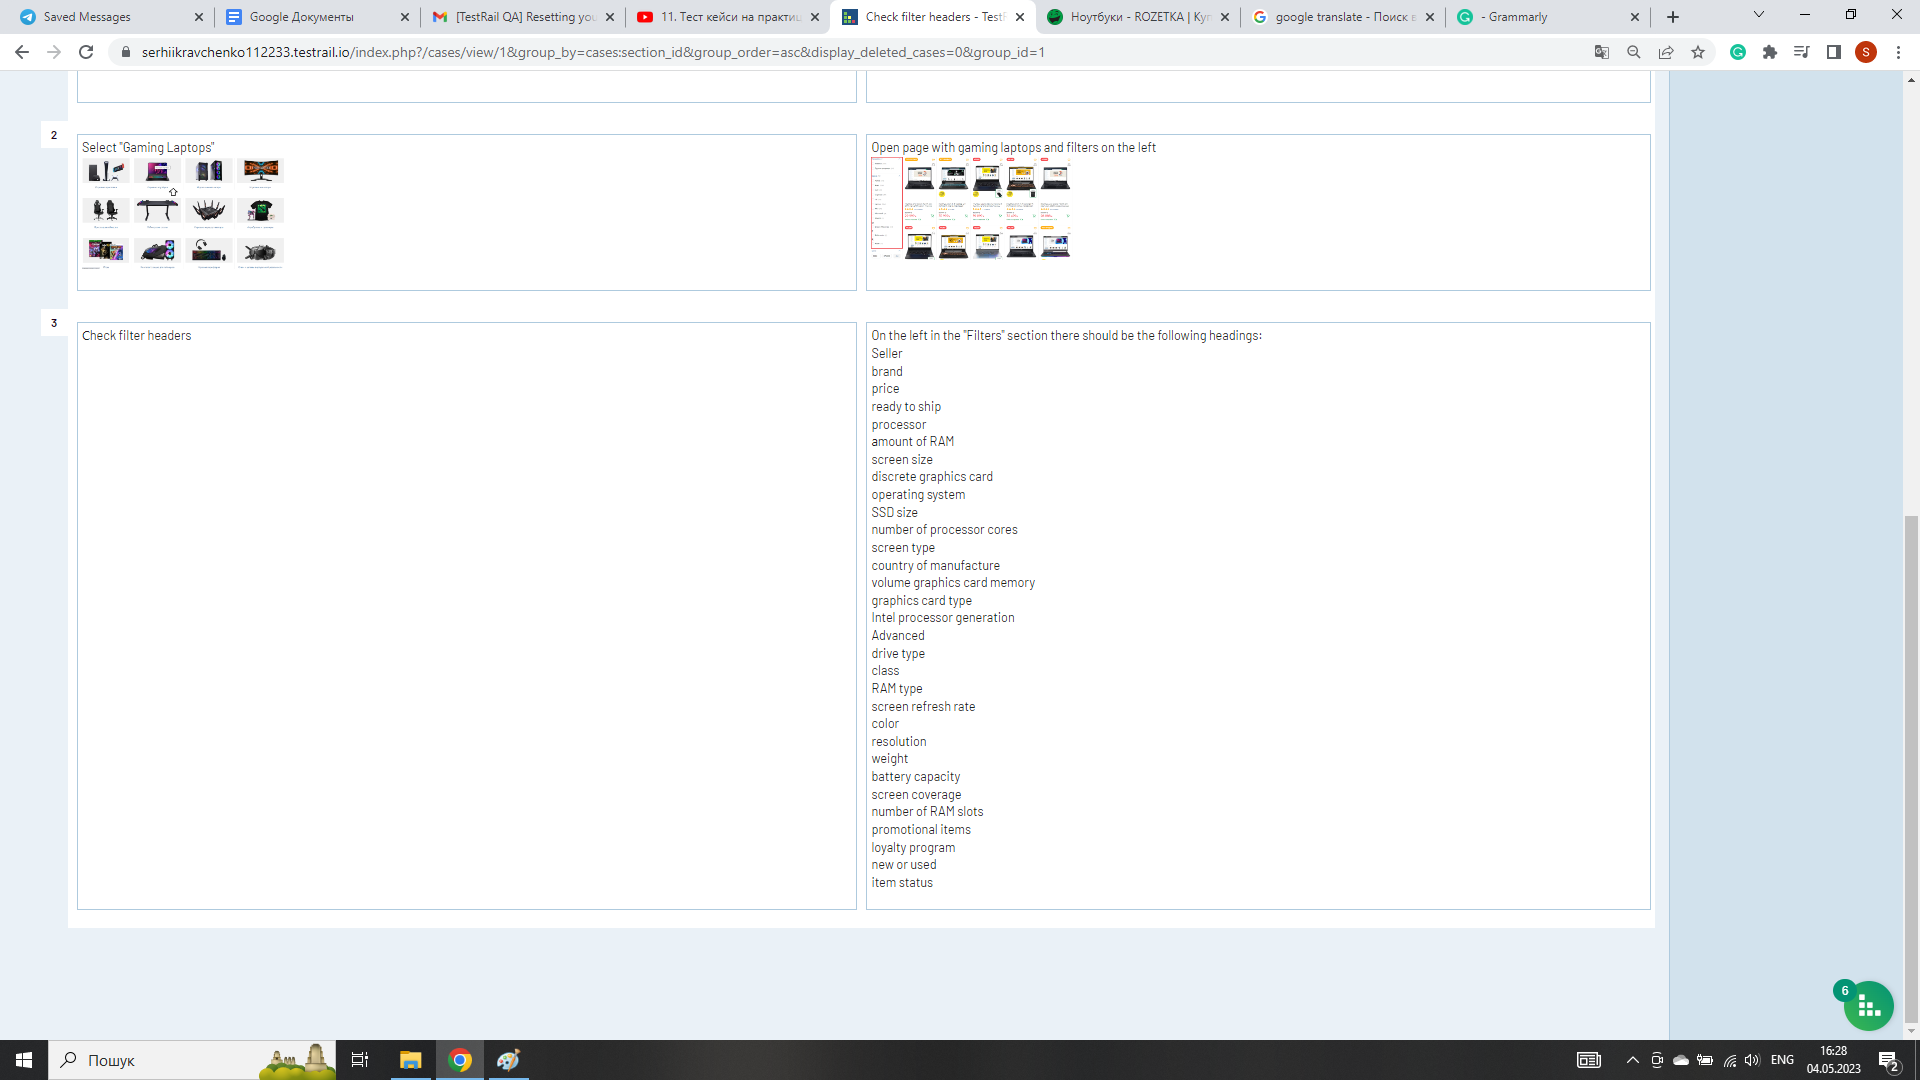 Saved Messages
Google Документы
[TestRail QA] Resetting you
11. Тест кейси на практиц
Check filter headers - TestR
Ноутбуки - ROZETKA | Куп
google translate - Поиск в
- Grammarly
serhiikravchenko112233.testrail.io/index.php?/cases/view/1&group_by=cases:section_id&group_order=asc&display_deleted_cases=0&group_id=1
S
2
Select "Gaming Laptops"
Open page with gaming laptops and filters on the left
3
Check filter headers
On the left in the "Filters" section there should be the following headings:
Seller
brand
price
ready to ship
processor
amount of RAM
screen size
discrete graphics card
operating system
SSD size
number of processor cores
screen type
country of manufacture
volume graphics card memory
graphics card type
Intel processor generation
Advanced
drive type
class
RAM type
screen refresh rate
color
resolution
weight
battery capacity
screen coverage
number of RAM slots
promotional items
loyalty program
new or used
item status
6
Пошук
ENG
16:28
04.05.2023
2